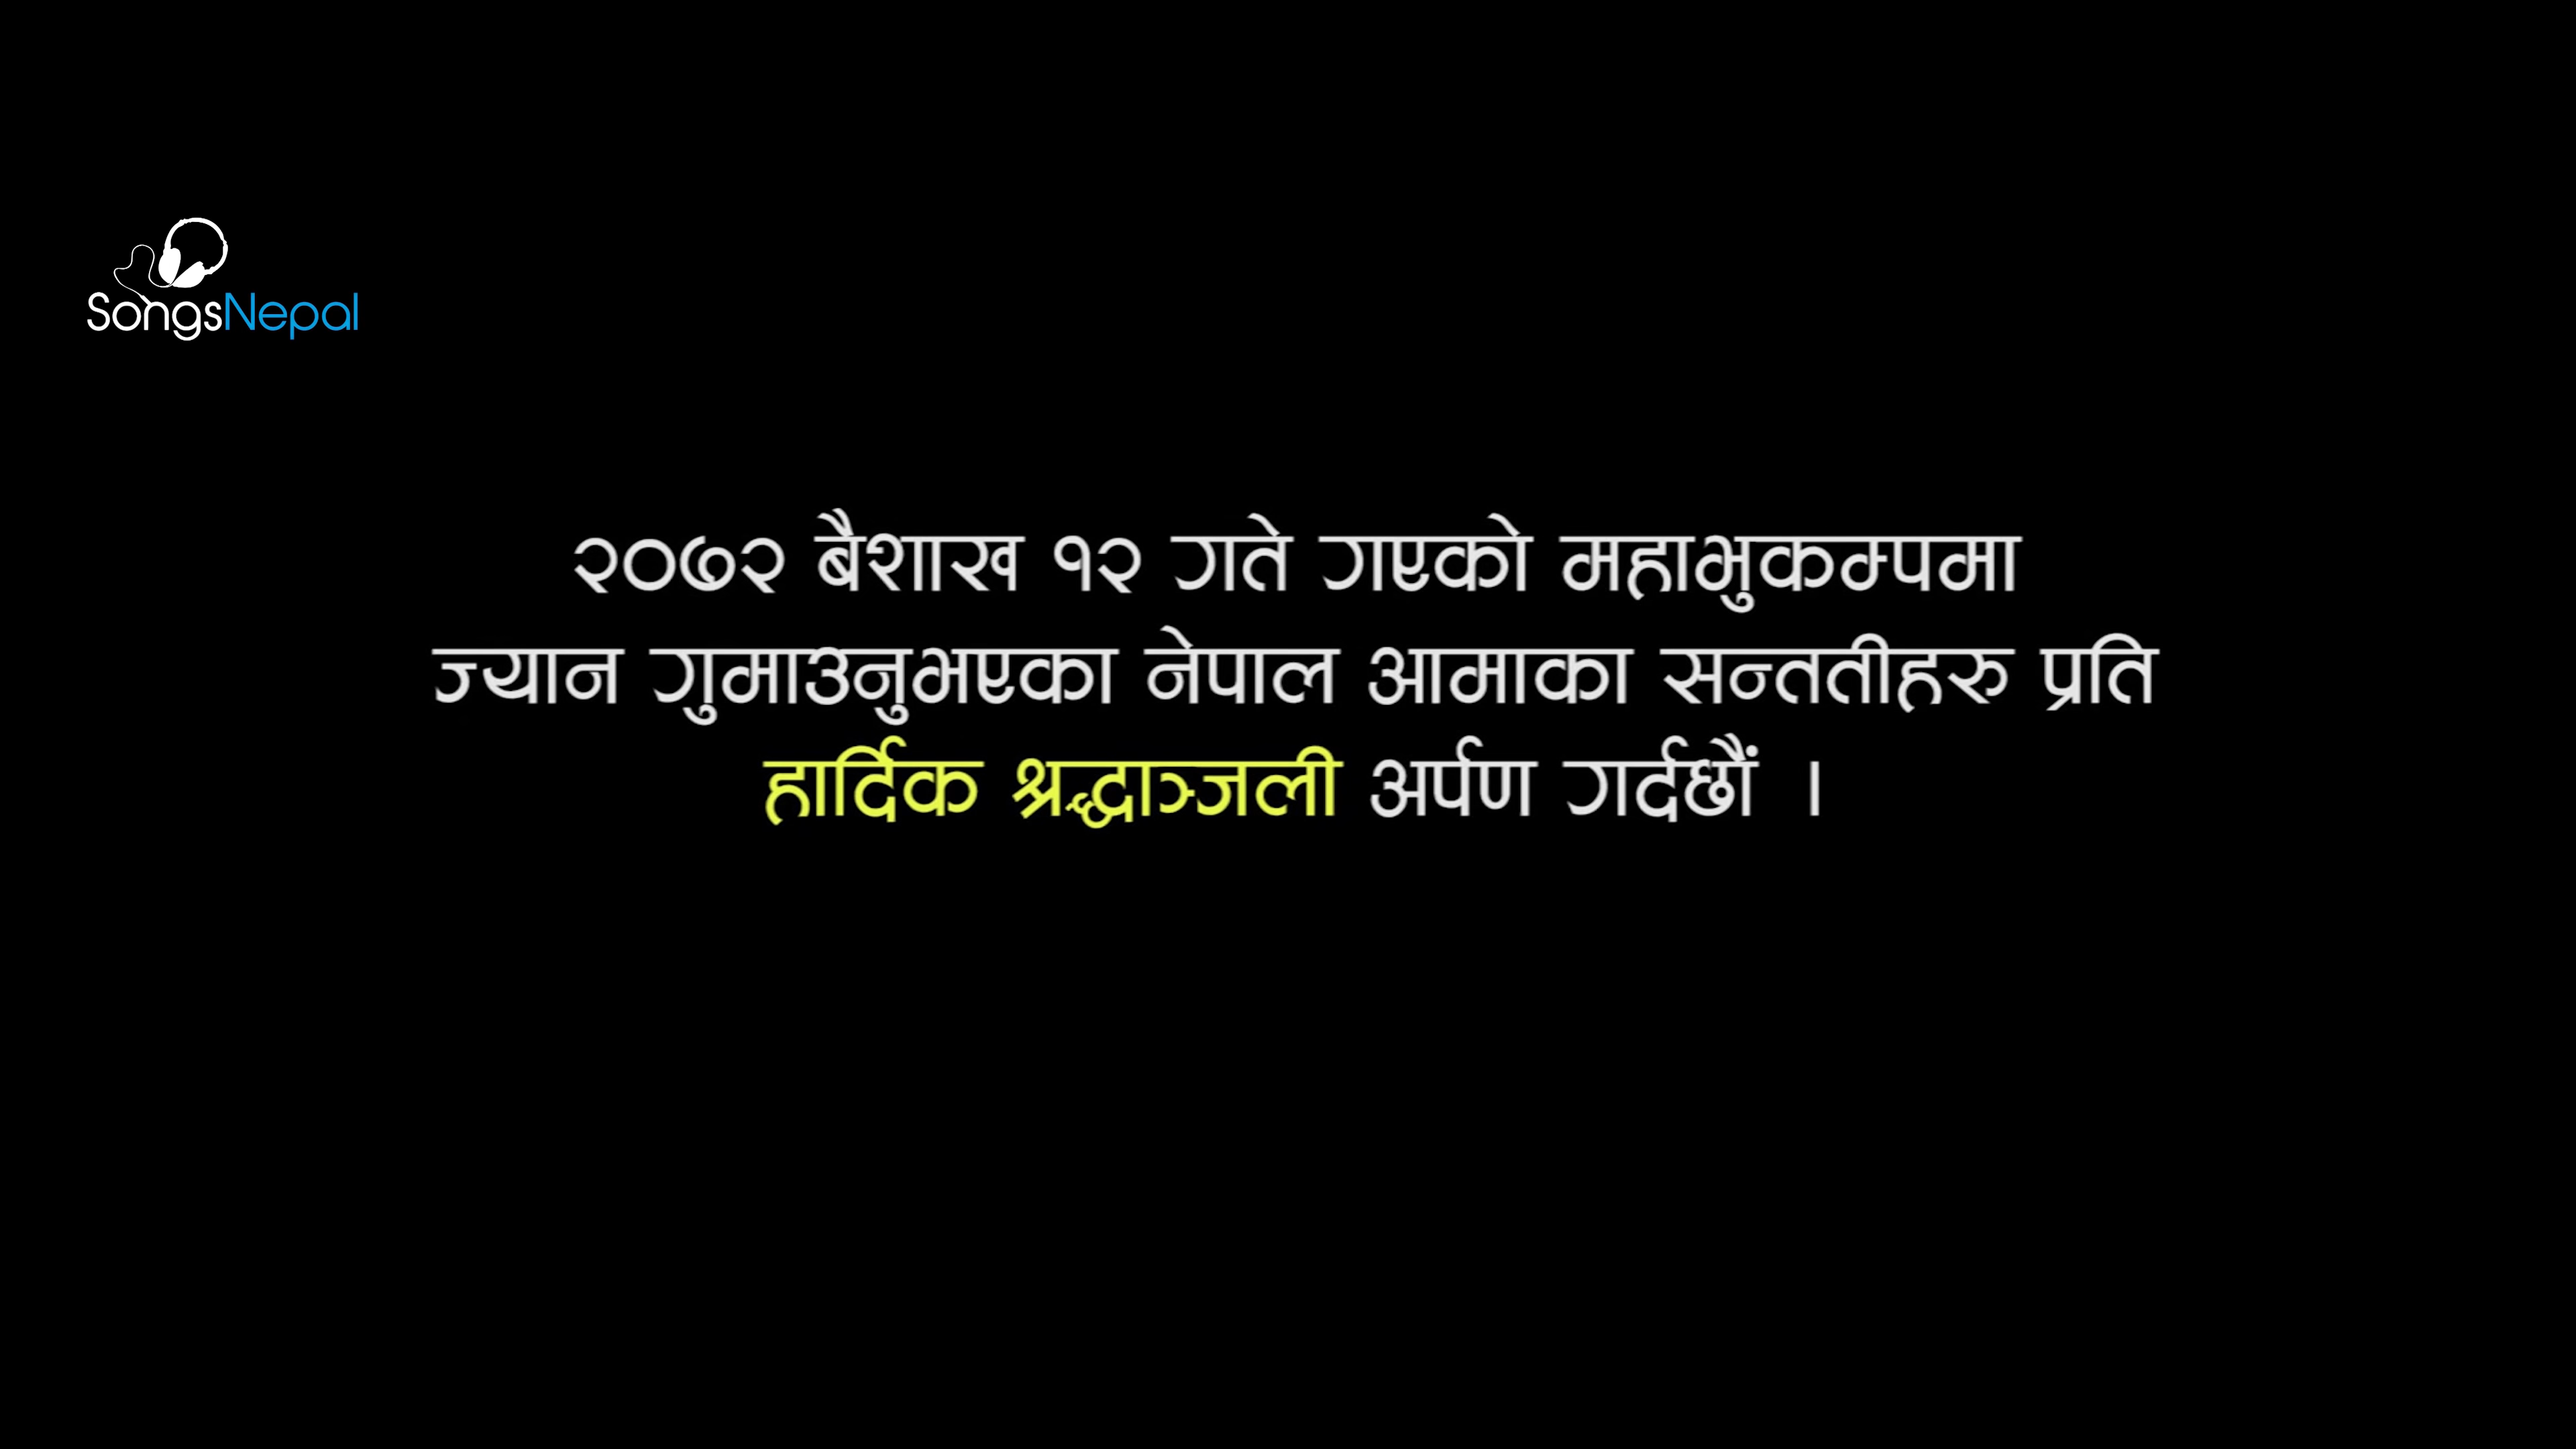 SongsNepal
२०७२ बैशाख १२ गते गएको महाभुकम्पमा
ज्यान गुमाउनुभएका नेपाल आमाका सन्ततीहरु प्रति
हार्दिक श्रद्धाञ्जली अर्पण गर्दछौं ।